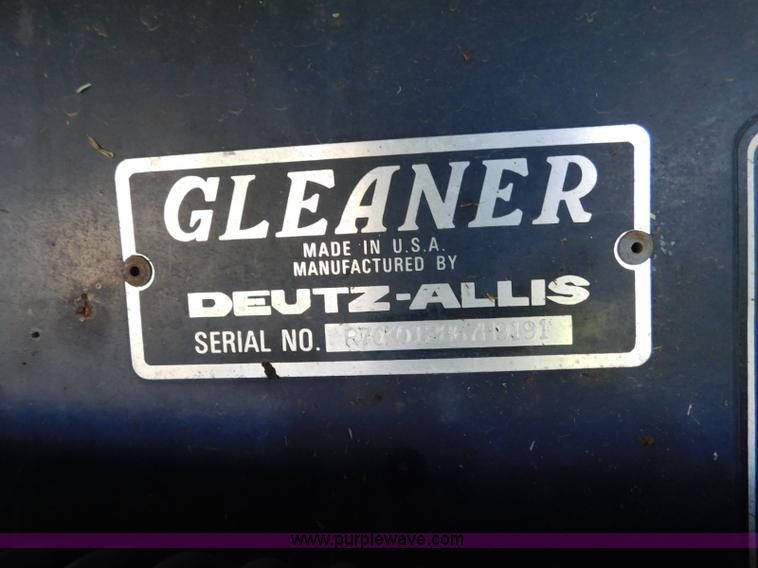 GLEANER
MADE IN U.S.A.
MANUFACTURED BY
DEUTZ-ALLIS
SERIAL NO.
www.purplewave.com